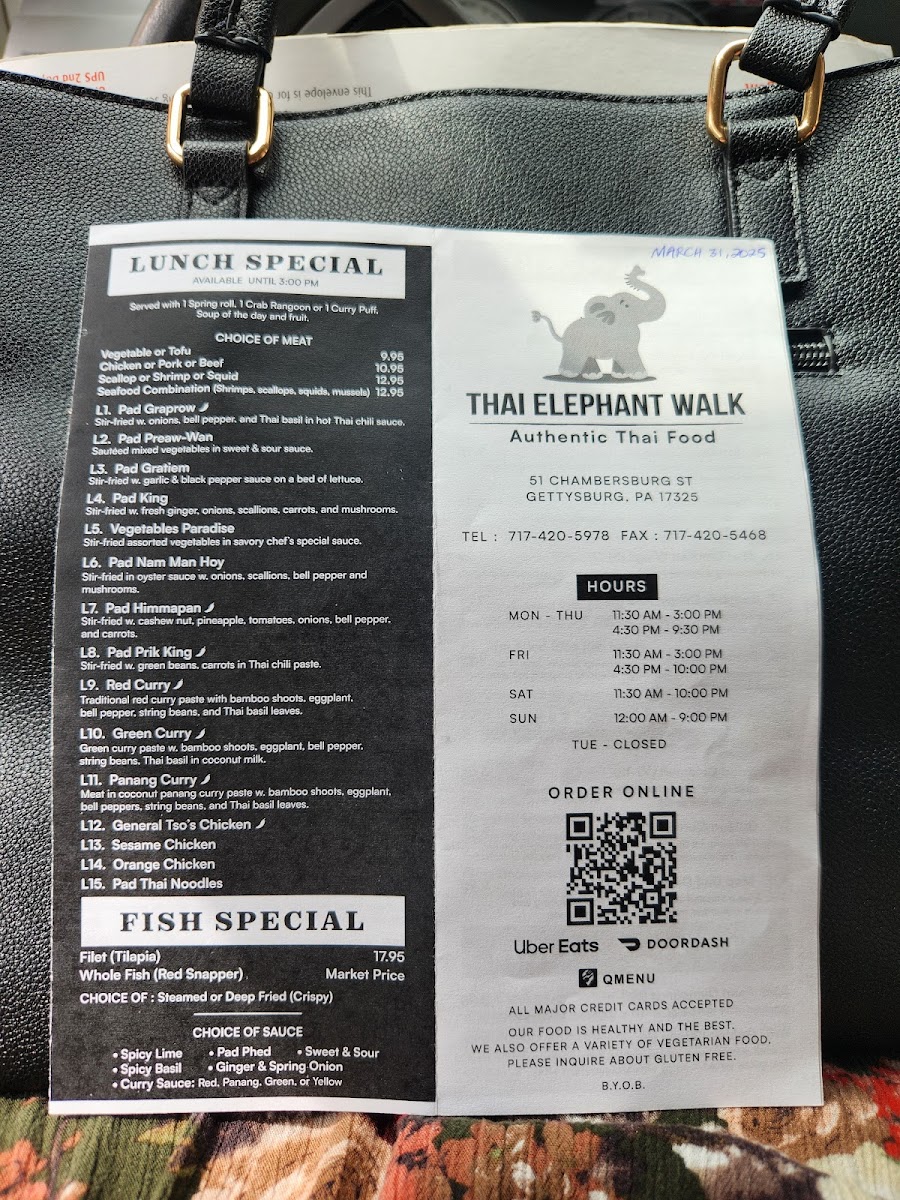 UPS 2nd Da
This envelope is for
LUNCH SPECIAL
AVAILABLE UNTIL 3:00 PM
Served with 1 Spring roll, 1 Crab Rangoon or 1 Curry Puff,
Soup of the day and fruit.
CHOICE OF MEAT
Vegetable or Tofu 9.95
Chicken or Pork or Beef 10.95
Scallop or Shrimp or Squid 12.95
Seafood Combination (Shrimps, scallops, squids, mussels) 12.95
L1. Pad Graprow
Stir-fried w. onions, bell pepper, and Thai basil in hot Thai chili sauce.
L2. Pad Preaw-Wan
Sautéed mixed vegetables in sweet & sour sauce.
L3. Pad Gratiem
Stir-fried w. garlic & black pepper sauce on a bed of lettuce.
L4. Pad King
Stir-fried w. fresh ginger, onions, scallions, carrots, and mushrooms.
L5. Vegetables Paradise
Stir-fried assorted vegetables in savory chef's special sauce.
L6. Pad Nam Man Hoy
Stir-fried in oyster sauce w. onions, scallions, bell pepper and
mushrooms.
L7. Pad Himmapan
Stir-fried w. cashew nut, pineapple, tomatoes, onions, bell pepper,
and carrots.
L8. Pad Prik King
Stir-fried w. green beans, carrots in Thai chili paste.
L9. Red Curry
Traditional red curry paste with bamboo shoots, eggplant,
bell pepper, string beans, and Thai basil leaves.
L10. Green Curry
Green curry paste w. bamboo shoots, eggplant, bell pepper,
string beans, Thai basil in coconut milk.
L11. Panang Curry
Meat in coconut panang curry paste w. bamboo shoots, eggplant,
bell peppers, string beans, and Thai basil leaves.
L12. General Tso's Chicken
L13. Sesame Chicken
L14. Orange Chicken
L15. Pad Thai Noodles
FISH SPECIAL
Filet (Tilapia) 17.95
Whole Fish (Red Snapper) Market Price
CHOICE OF : Steamed or Deep Fried (Crispy)
CHOICE OF SAUCE
• Spicy Lime • Pad Phed • Sweet & Sour
• Spicy Basil • Ginger & Spring Onion
• Curry Sauce: Red, Panang, Green, or Yellow
MARCH 31, 2025
THAI ELEPHANT WALK
Authentic Thai Food
51 CHAMBERSBURG ST
GETTYSBURG, PA 17325
TEL : 717-420-5978 FAX : 717-420-5468
HOURS
MON - THU 11:30 AM - 3:00 PM
4:30 PM - 9:30 PM
FRI 11:30 AM - 3:00 PM
4:30 PM - 10:00 PM
SAT 11:30 AM - 10:00 PM
SUN 12:00 AM - 9:00 PM
TUE - CLOSED
ORDER ONLINE
Uber Eats DOORDASH
QMENU
ALL MAJOR CREDIT CARDS ACCEPTED
OUR FOOD IS HEALTHY AND THE BEST.
WE ALSO OFFER A VARIETY OF VEGETARIAN FOOD.
PLEASE INQUIRE ABOUT GLUTEN FREE.
B.Y.O.B.